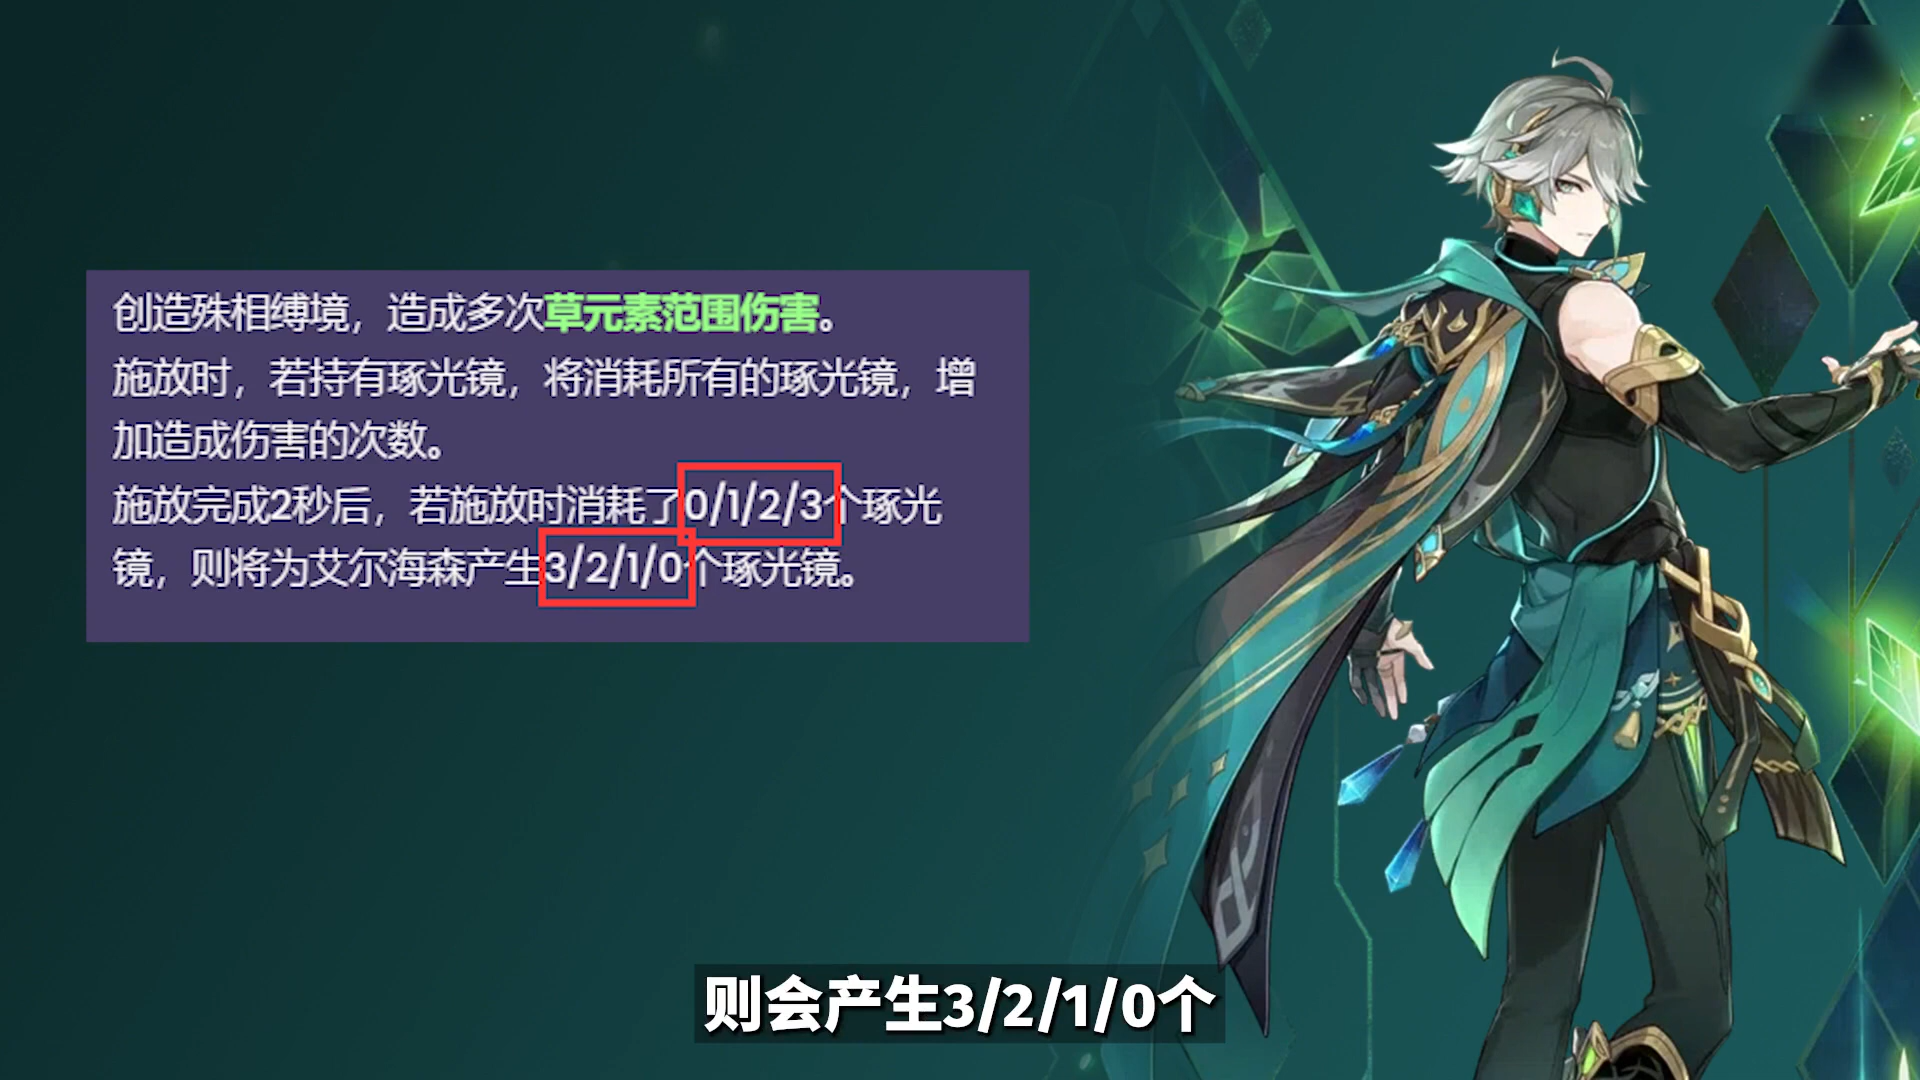 创造殊相缚境，造成多次草元素范围伤害。
施放时，若持有琢光镜，将消耗所有的琢光镜，增
加造成伤害的次数。
施放完成2秒后，若施放时消耗了0/1/2/3个琢光
镜，则将为艾尔海森产生3/2/1/0个琢光镜。
则会产生3/2/1/0个